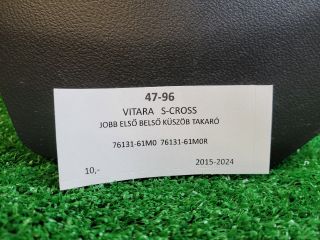 47-96
VITARA S-CROSS
JOBB ELSŐ BELSŐ KÜSZÖB TAKARÓ
76131-61M0 76131-61M0R
10,- 2015-2024